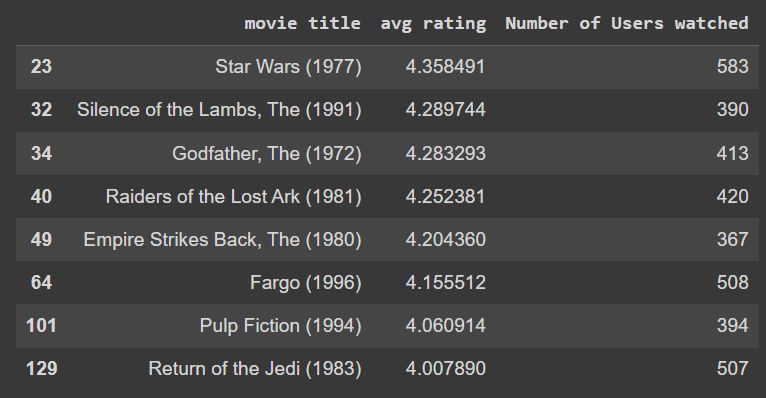 movie title avg rating Number of Users watched
23 Star Wars (1977) 4.358491 583
32 Silence of the Lambs, The (1991) 4.289744 390
34 Godfather, The (1972) 4.283293 413
40 Raiders of the Lost Ark (1981) 4.252381 420
49 Empire Strikes Back, The (1980) 4.204360 367
64 Fargo (1996) 4.155512 508
101 Pulp Fiction (1994) 4.060914 394
129 Return of the Jedi (1983) 4.007890 507